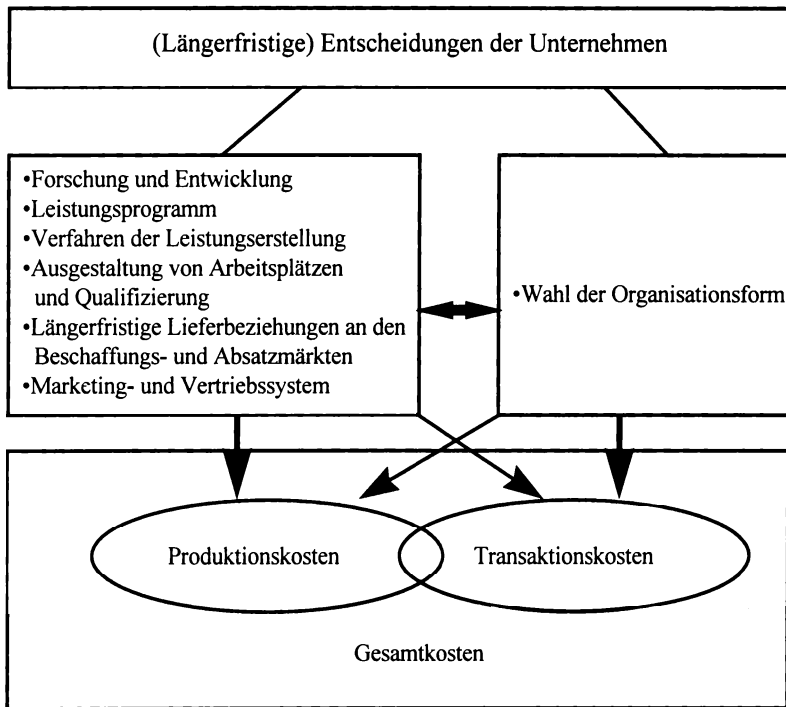 (Längerfristige) Entscheidungen der Unternehmen
•Forschung und Entwicklung
•Leistungsprogramm
•Verfahren der Leistungserstellung
•Ausgestaltung von Arbeitsplätzen
und Qualifizierung
•Längerfristige Lieferbeziehungen an den
Beschaffungs- und Absatzmärkten
•Marketing- und Vertriebssystem
•Wahl der Organisationsform
Produktionskosten
Transaktionskosten
Gesamtkosten